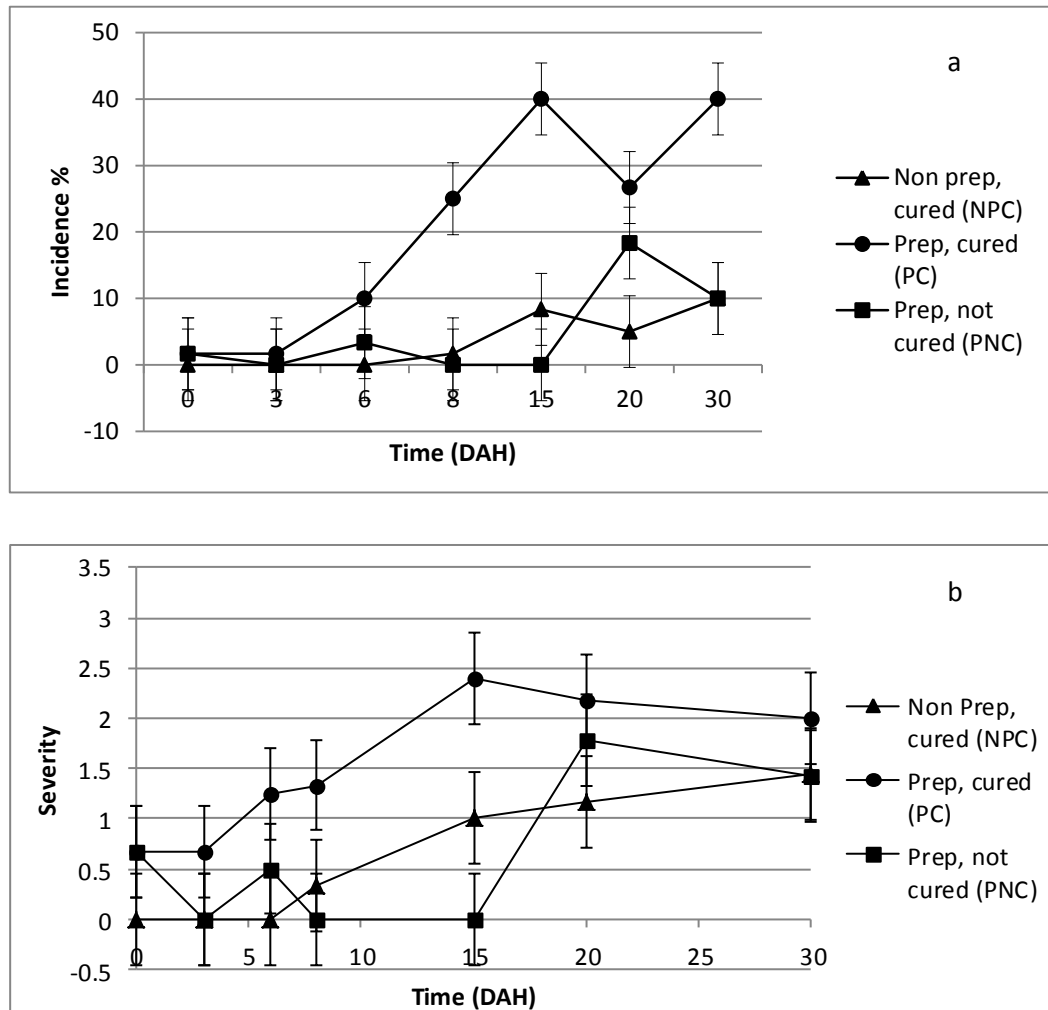 50
40
30
20
10
0
-10
Incidence %
0 3 6 8 15 20 30
Time (DAH)
a
Non prep,
cured (NPC)
Prep, cured
(PC)
Prep, not
cured (PNC)
3.5
3
2.5
2
1.5
1
0.5
0
-0.5
Severity
0 5 10 15 20 25 30
Time (DAH)
b
Non Prep,
cured (NPC)
Prep, cured
(PC)
Prep, not
cured (PNC)